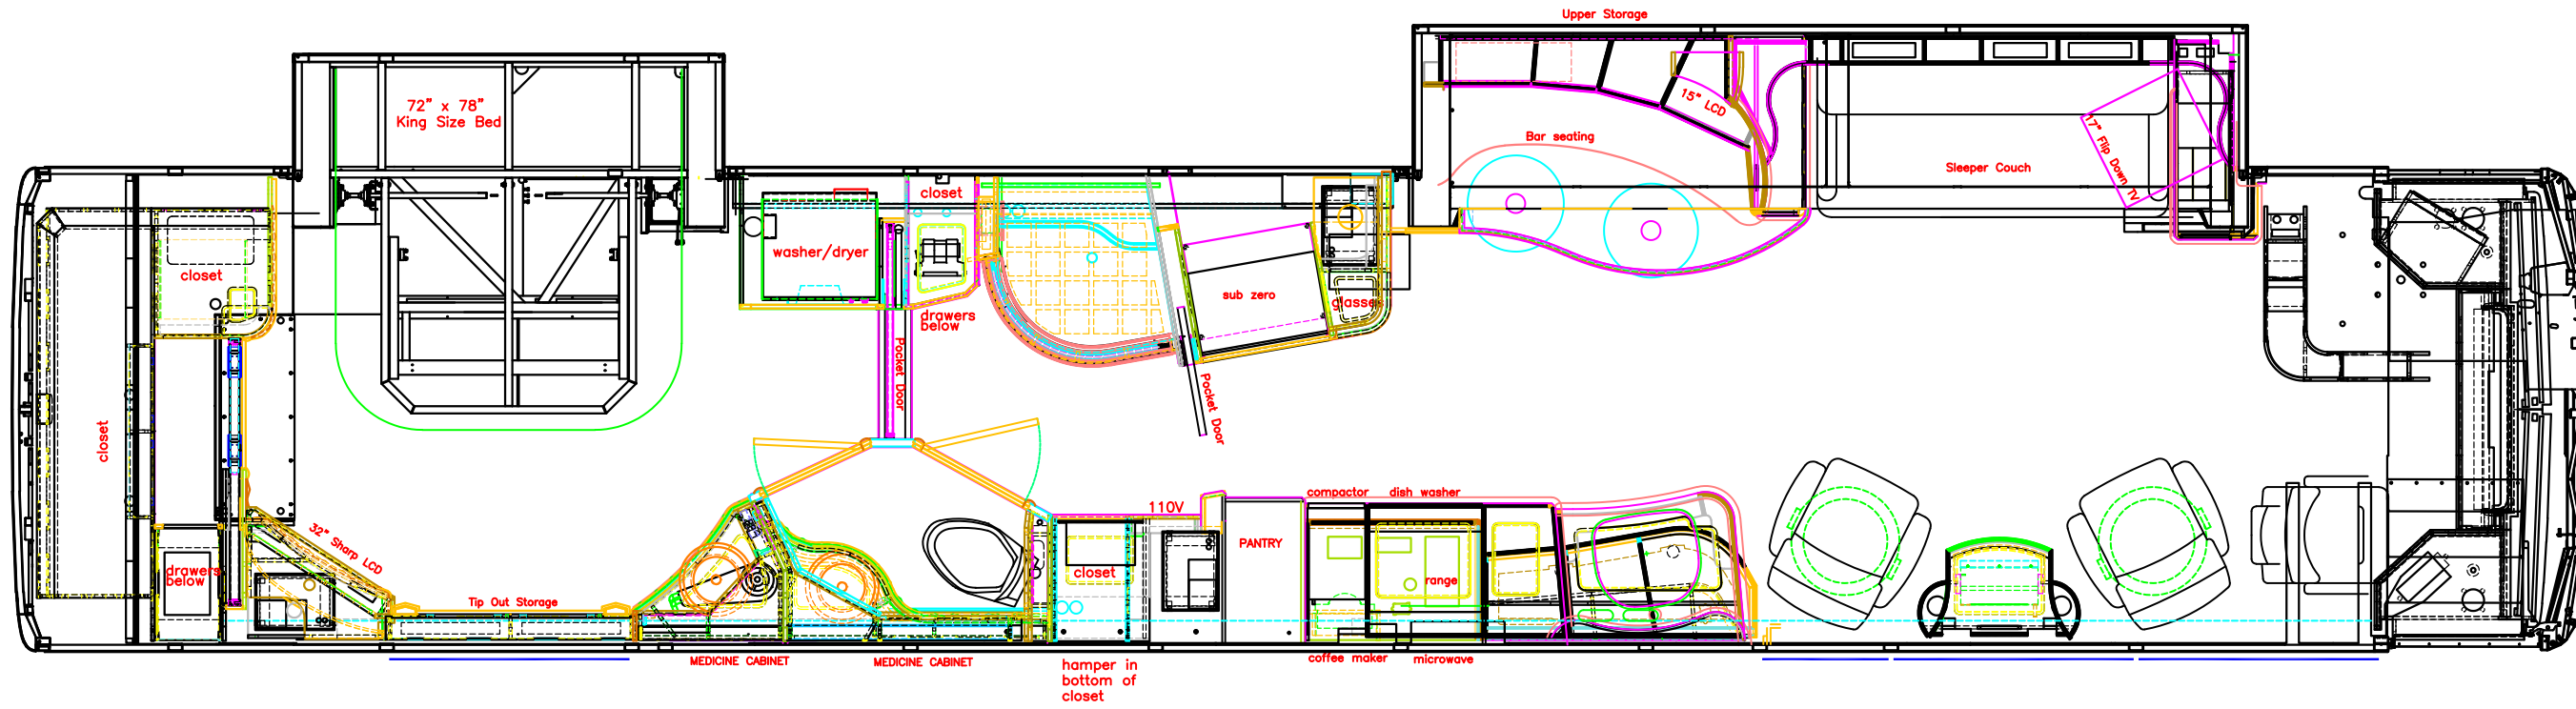 Upper Storage
72" x 78"
King Size Bed
15" LCD
Bar seating
17" Flip Down TV
Sleeper Couch
closet
closet
washer/dryer
sub zero
glasses
drawers
below
Pocket Door
Pocket Door
closet
32" Sharp LCD
110V
compactor
dish washer
PANTRY
range
closet
drawers
below
Tip Out Storage
MEDICINE CABINET
MEDICINE CABINET
hamper in
bottom of
closet
coffee maker
microwave